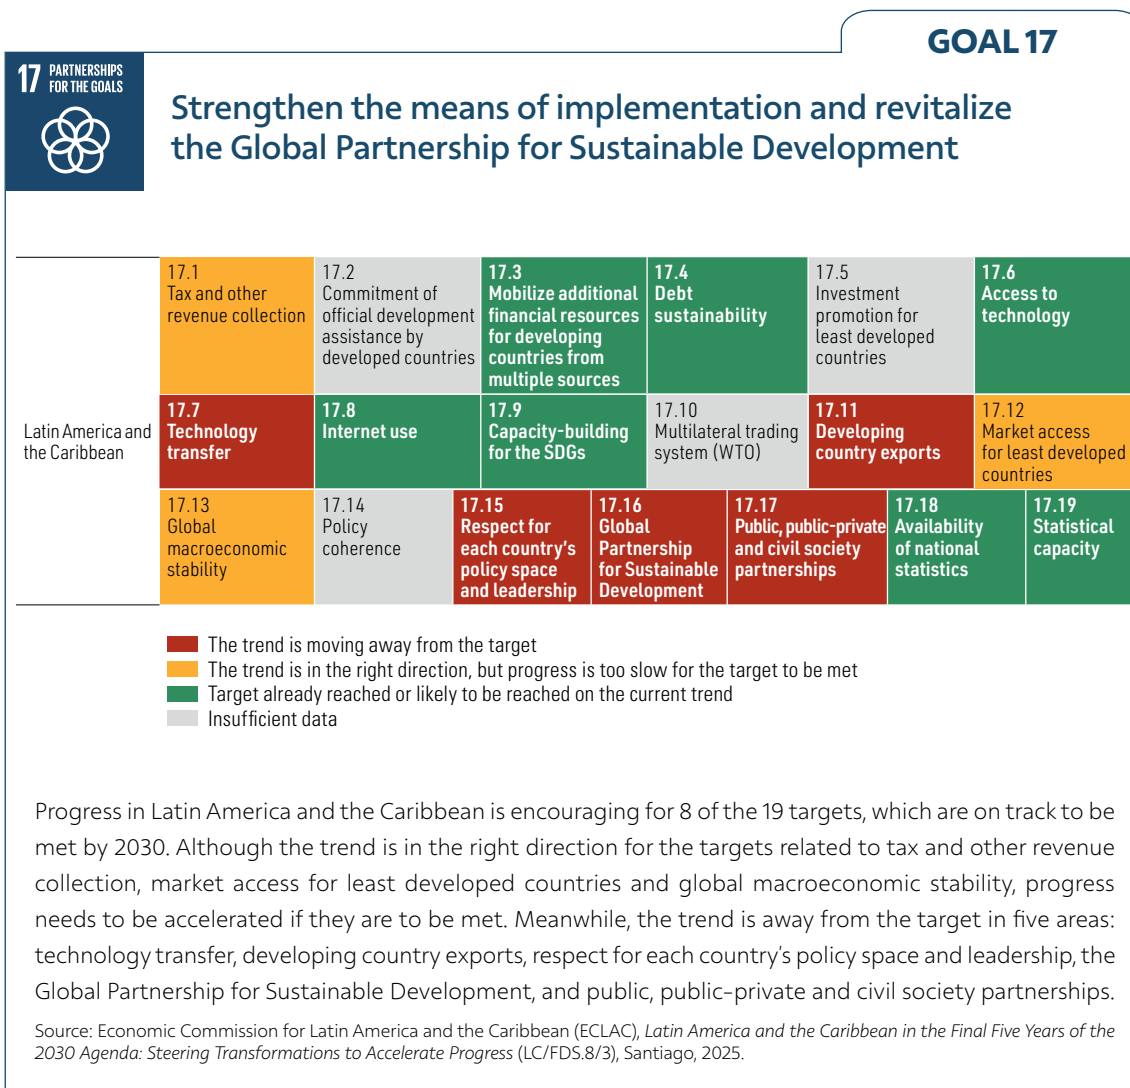 GOAL 17
17 PARTNERSHIPS
FOR THE GOALS
Strengthen the means of implementation and revitalize
the Global Partnership for Sustainable Development
Latin America and
the Caribbean
17.1
Tax and other
revenue collection
17.2
Commitment of
official development
assistance by
developed countries
17.3
Mobilize additional
financial resources
for developing
countries from
multiple sources
17.4
Debt
sustainability
17.5
Investment
promotion for
least developed
countries
17.6
Access to
technology
17.7
Technology
transfer
17.8
Internet use
17.9
Capacity-building
for the SDGs
17.10
Multilateral trading
system (WTO)
17.11
Developing
country exports
17.12
Market access
for least developed
countries
17.13
Global
macroeconomic
stability
17.14
Policy
coherence
17.15
Respect for
each country's
policy space
and leadership
17.16
Global
Partnership
for Sustainable
Development
17.17
Public, public-private
and civil society
partnerships
17.18
Availability
of national
statistics
17.19
Statistical
capacity
The trend is moving away from the target
The trend is in the right direction, but progress is too slow for the target to be met
Target already reached or likely to be reached on the current trend
Insufficient data
Progress in Latin America and the Caribbean is encouraging for 8 of the 19 targets, which are on track to be
met by 2030. Although the trend is in the right direction for the targets related to tax and other revenue
collection, market access for least developed countries and global macroeconomic stability, progress
needs to be accelerated if they are to be met. Meanwhile, the trend is away from the target in five areas:
technology transfer, developing country exports, respect for each country's policy space and leadership, the
Global Partnership for Sustainable Development, and public, public-private and civil society partnerships.
Source: Economic Commission for Latin America and the Caribbean (ECLAC), Latin America and the Caribbean in the Final Five Years of the
2030 Agenda: Steering Transformations to Accelerate Progress (LC/FDS.8/3), Santiago, 2025.